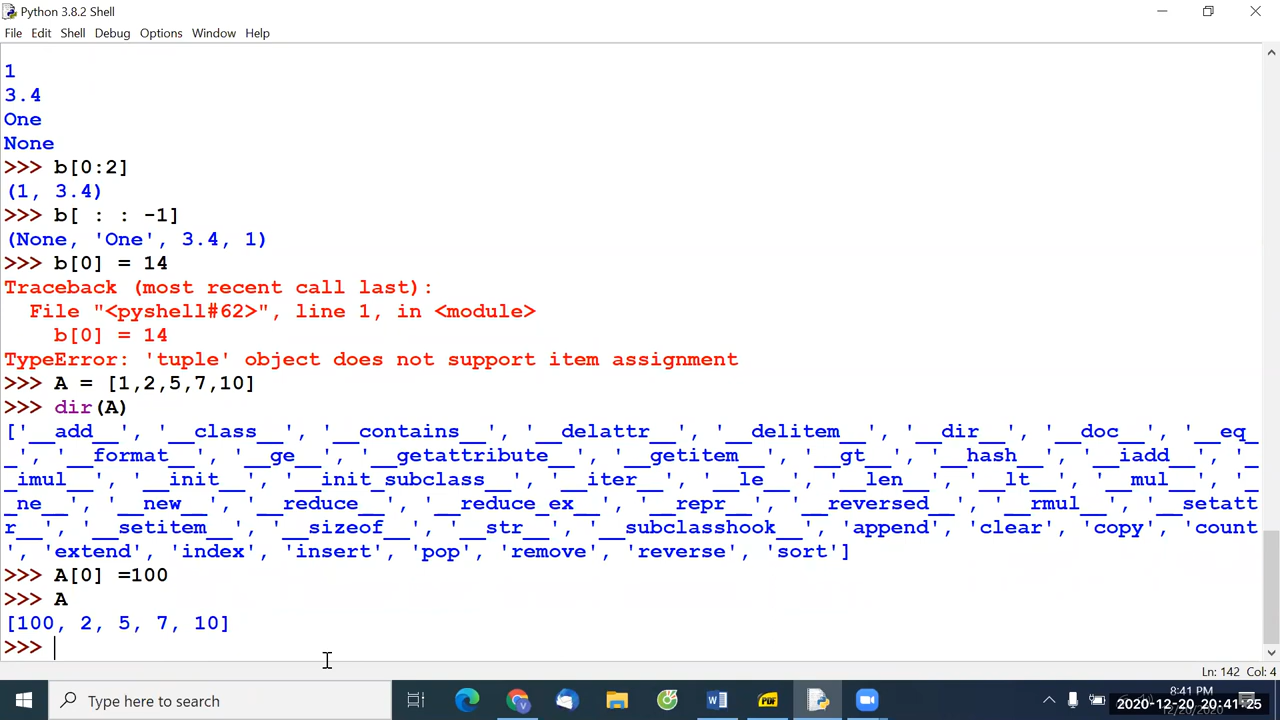 Python 3.8.2 Shell
File Edit Shell Debug Options Window Help
1
3.4
One
None
>>> b[0:2]
(1, 3.4)
>>> b[ : : -1]
(None, 'One', 3.4, 1)
>>> b[0] = 14
Traceback (most recent call last):
  File "<pyshell#62>", line 1, in <module>
    b[0] = 14
TypeError: 'tuple' object does not support item assignment
>>> A = [1,2,5,7,10]
>>> dir(A)
['__add__', '__class__', '__contains__', '__delattr__', '__delitem__', '__dir__', '__doc__', '__eq_
_', '__format__', '__ge__', '__getattribute__', '__getitem__', '__gt__', '__hash__', '__iadd__', '_
_imul__', '__init__', '__init_subclass__', '__iter__', '__le__', '__len__', '__lt__', '__mul__', '_
_ne__', '__new__', '__reduce__', '__reduce_ex__', '__repr__', '__reversed__', '__rmul__', '__setatt
r__', '__setitem__', '__sizeof__', '__str__', '__subclasshook__', 'append', 'clear', 'copy', 'count
', 'extend', 'index', 'insert', 'pop', 'remove', 'reverse', 'sort']
>>> A[0] =100
>>> A
[100, 2, 5, 7, 10]
>>>
Ln: 142 Col: 4
Type here to search
PDF
8:41 PM
12/20/2020
2020-12-20 20:41:25